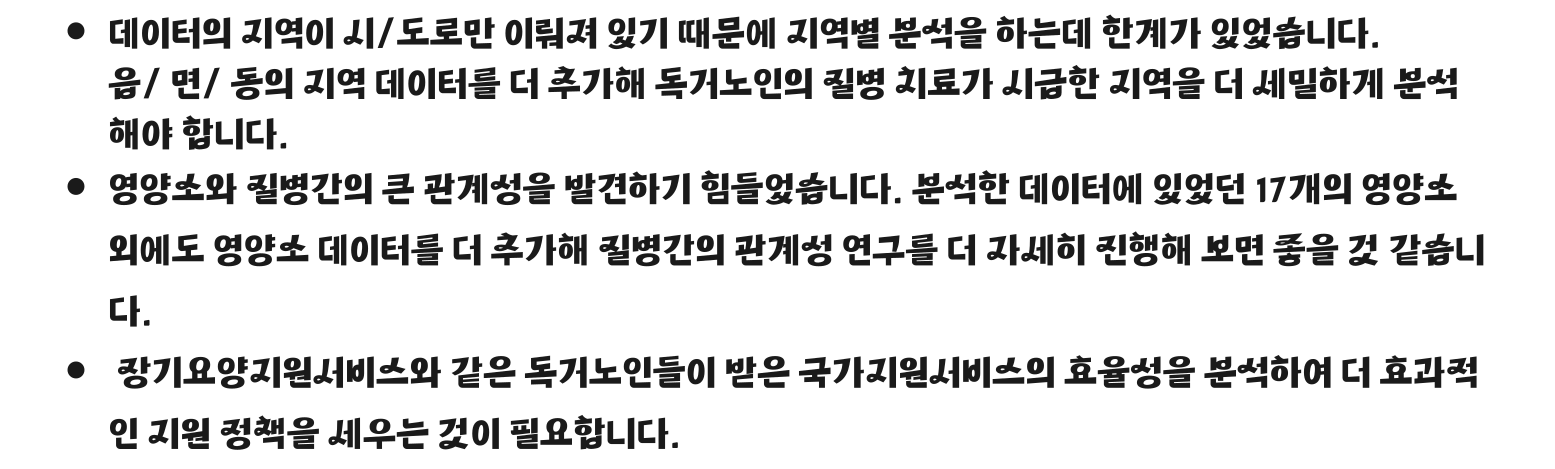 ● 데이터의 지역이 시/도로만 이뤄져 있기 때문에 지역별 분석을 하는데 한계가 있었습니다.
읍/ 면/ 동의 지역 데이터를 더 추가해 독거노인의 질병 치료가 시급한 지역을 더 세밀하게 분석
해야 합니다.
● 영양소와 질병간의 큰 관계성을 발견하기 힘들었습니다. 분석한 데이터에 있었던 17개의 영양소
외에도 영양소 데이터를 더 추가해 질병간의 관계성 연구를 더 자세히 진행해 보면 좋을 것 같습니
다.
● 장기요양지원서비스와 같은 독거노인들이 받은 국가지원서비스의 효율성을 분석하여 더 효과적
인 지원 정책을 세우는 것이 필요합니다.